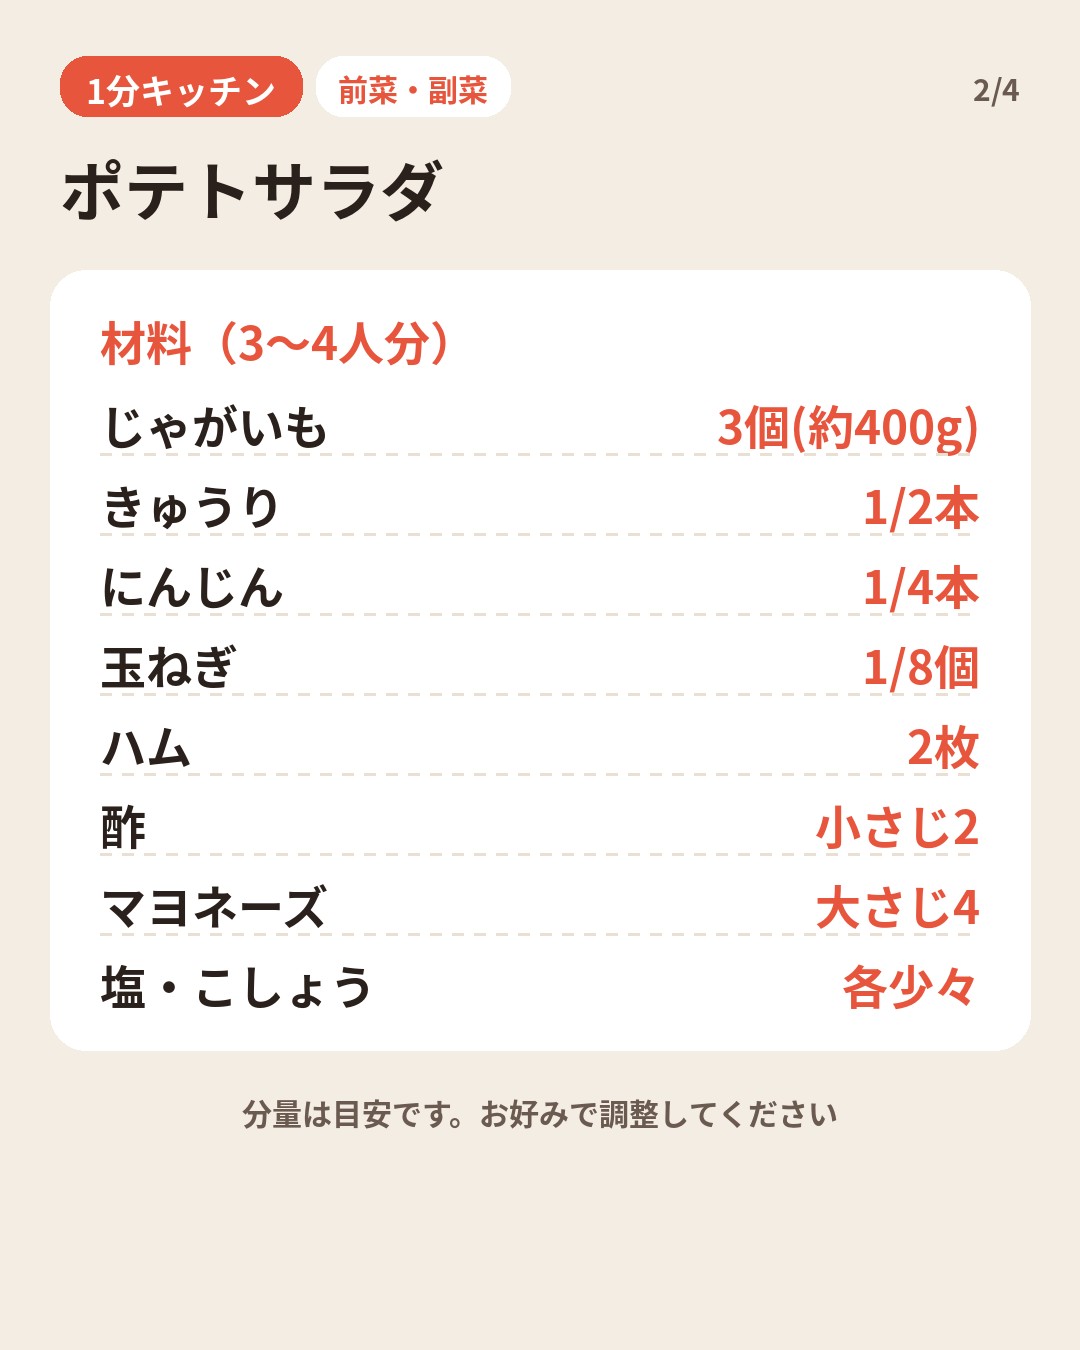 1分キッチン 前菜・副菜 2/4
ポテトサラダ
材料（3〜4人分）
じゃがいも 3個(約400g)
きゅうり 1/2本
にんじん 1/4本
玉ねぎ 1/8個
ハム 2枚
酢 小さじ2
マヨネーズ 大さじ4
塩・こしょう 各少々
分量は目安です。お好みで調整してください